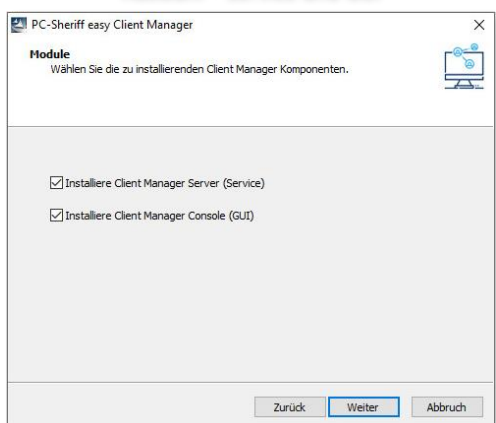 PC-Sheriff easy Client Manager
Module
Wählen Sie die zu installierenden Client Manager Komponenten.
Installiere Client Manager Server (Service)
Installiere Client Manager Console (GUI)
Zurück
Weiter
Abbruch